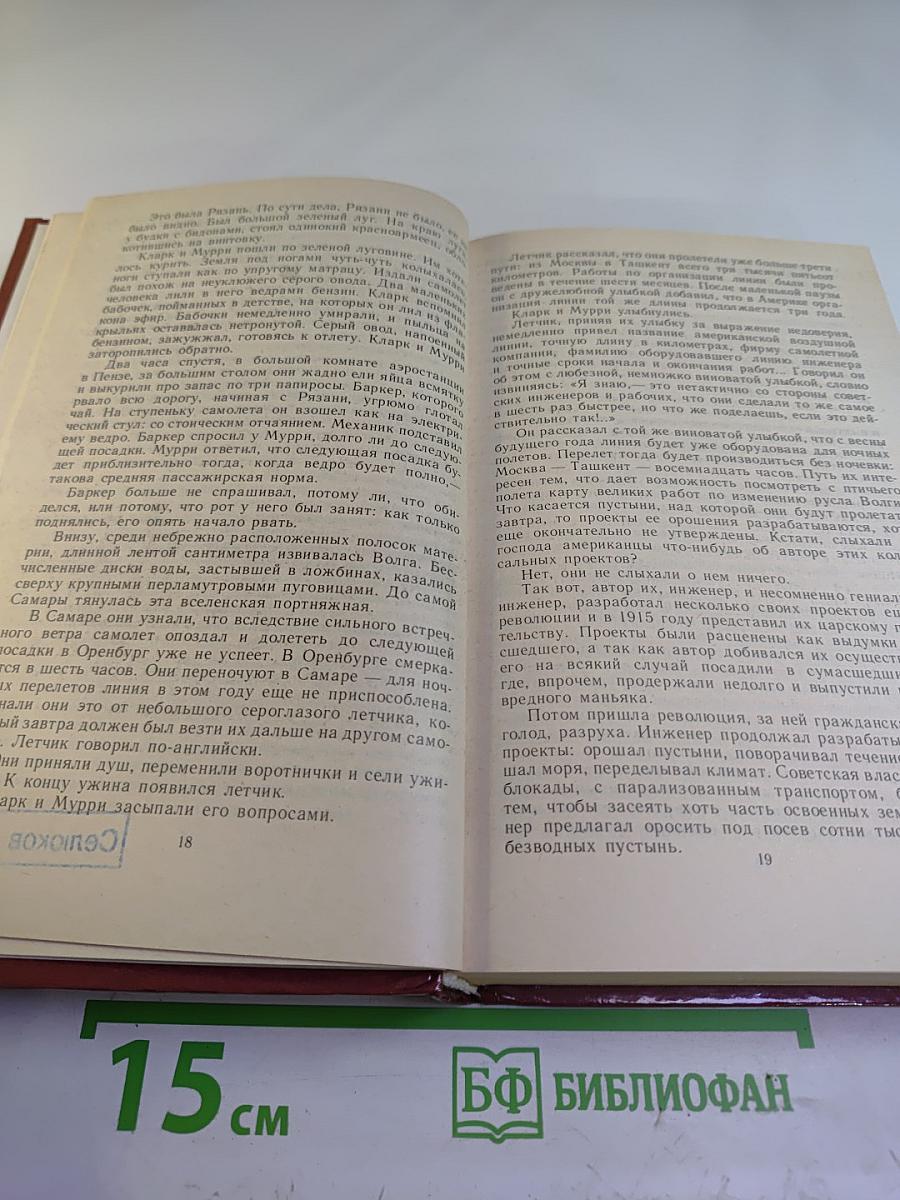 Это была Рязань. По сути дела, Рязани не было, ее не
было видно. Был большой зеленый луг. На краю луга,
у будки с бидонами, стоял одинокий красноармеец, обло-
котившись на винтовку.
Кларк и Мурри пошли по зеленой луговине. Им хоте-
лось курить. Земля под ногами чуть-чуть колыхалась,
ноги ступали как по упругому матрацу. Издали самолет
был похож на неуклюжего серого овода. Два маленьких
человека лили в него ведрами бензин. Кларк вспомнил
бабочек, пойманных в детстве, на которых он лил из фла-
кона эфир. Бабочки немедленно умирали, и пыльца на
крыльях оставалась нетронутой. Серый овод, напоенный
бензином, зажужжал, готовясь к отлету. Кларк и Мурри
заторопились обратно.
Два часа спустя, в большой комнате аэростанции
в Пензе, за большим столом они жадно ели яйца всмятку
и выкурили про запас по три папиросы. Баркер, которого
рвало всю дорогу, начиная с Рязани, угрюмо глотал
чай. На ступеньку самолета он взошел как на электри-
ческий стул: со стоическим отчаянием. Механик подставил
ему ведро. Баркер спросил у Мурри, долго ли до следую-
щей посадки. Мурри ответил, что следующая посадка бу-
дет приблизительно тогда, когда ведро будет полно,—
такова средняя пассажирская норма.
Баркер больше не спрашивал, потому ли, что оби-
делся, или потому, что рот у него был занят: как только
поднялись, его опять начало рвать.
Внизу, среди небрежно расположенных полосок мате-
рии, длинной лентой сантиметра извивалась Волга. Бес-
численные диски воды, застывшей в ложбинах, казались
сверху крупными перламутровыми пуговицами. До самой
Самары тянулась эта вселенская портняжная.
В Самаре они узнали, что вследствие сильного встреч-
ного ветра самолет опоздал и долететь до следующей
посадки в Оренбург уже не успеет. В Оренбурге смерка-
тся в шесть часов. Они переночуют в Самаре — для ноч-
ых перелетов линия в этом году еще не приспособлена.
нали они это от небольшого сероглазого летчика, ко-
ый завтра должен был везти их дальше на другом само-
. Летчик говорил по-английски.
Они приняли душ, переменили воротнички и сели ужи-
К концу ужина появился летчик.
ларк и Мурри засыпали его вопросами.
Селюков
18
Летчик рассказал, что они пролетели уже больше трети
пути: из Москвы в Ташкент всего три тысячи пятьсот
километров. Работы по организации линии были про-
ведены в течение шести месяцев. После маленькой паузы
он с дружелюбной улыбкой добавил, что в Америке орга-
низация линии той же длины продолжается три года.
Кларк и Мурри улыбнулись.
Летчик, приняв их улыбку за выражение недоверия,
немедленно привел название американской воздушной
линии, точную длину в километрах, фирму самолетной
компании, фамилию оборудовавшего линию инженера
и точные сроки начала и окончания работ... Говорил он
об этом с любезной, немножко виноватой улыбкой, словно
извиняясь: «Я знаю,— это нетактично со стороны совет-
ских инженеров и рабочих, что они сделали то же самое
в шесть раз быстрее, но что же поделаешь, если это дей-
ствительно так!..»
Он рассказал с той же виноватой улыбкой, что с весны
будущего года линия будет уже оборудована для ночных
полетов. Перелет тогда будет производиться без ночевки:
Москва — Ташкент — восемнадцать часов. Путь их инте-
ресен тем, что дает возможность посмотреть с птичьего
полета карту великих работ по изменению русла Волги.
Что касается пустыни, над которой они будут пролетат
завтра, то проекты ее орошения разрабатываются, хот
еще окончательно не утверждены. Кстати, слыхали
господа американцы что-нибудь об авторе этих кол
сальных проектов?
Нет, они не слыхали о нем ничего.
Так вот, автор их, инженер, и несомненно гениал
инженер, разработал несколько своих проектов ещ
революции и в 1915 году представил их царскому п
тельству. Проекты были расценены как выдумки
сшедшего, а так как автор добивался их осущест
его на всякий случай посадили в сумасшедши
где, впрочем, продержали недолго и выпустили
вредного маньяка.
Потом пришла революция, за ней гражданска
голод, разруха. Инженер продолжал разрабаты
проекты: орошал пустыни, поворачивал течение
шал моря, переделывал климат. Советская влас
блокады, с парализованным транспортом, б
тем, чтобы засеять хоть часть освоенных зем
нер предлагал оросить под посев сотни тыс
безводных пустынь.
19
15 см
БФ БИБЛИОФАН